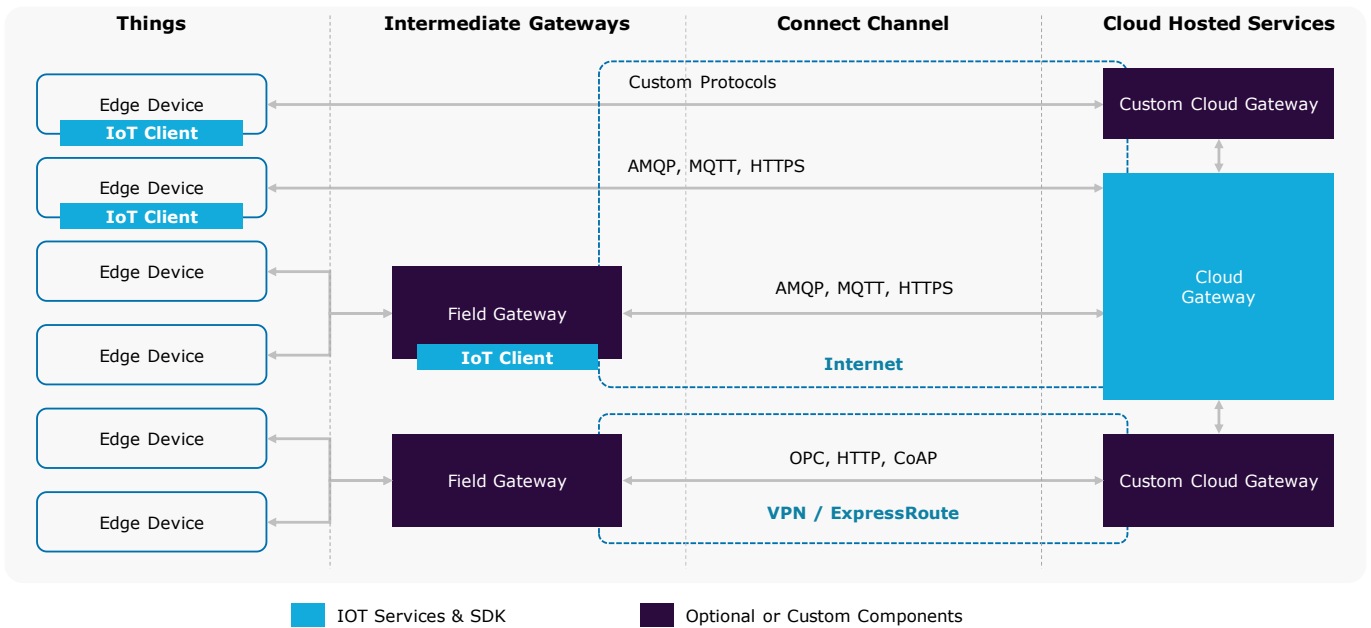 Things
Intermediate Gateways
Connect Channel
Cloud Hosted Services
Custom Protocols
Edge Device
IoT Client
Custom Cloud Gateway
AMQP, MQTT, HTTPS
Edge Device
IoT Client
Edge Device
Edge Device
Field Gateway
IoT Client
AMQP, MQTT, HTTPS
Internet
Cloud
Gateway
Edge Device
Edge Device
Field Gateway
OPC, HTTP, CoAP
VPN / ExpressRoute
Custom Cloud Gateway
IOT Services & SDK
Optional or Custom Components